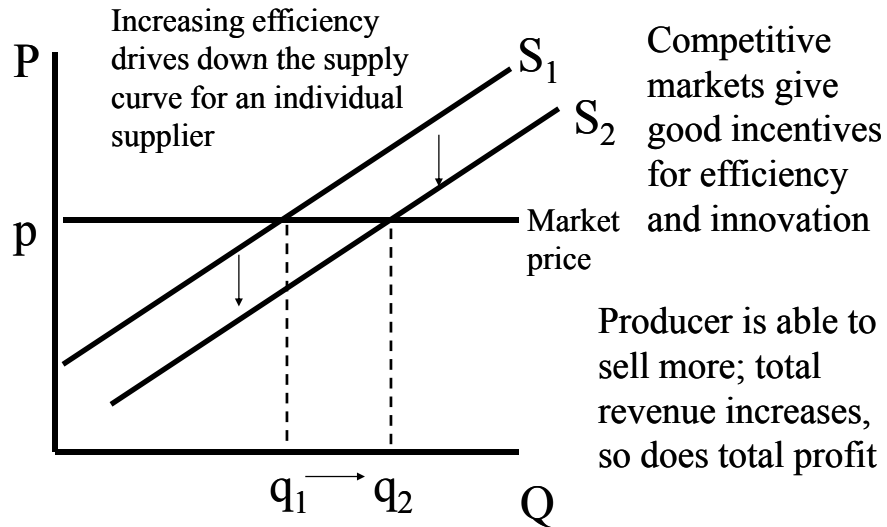 Increasing efficiency
drives down the supply
curve for an individual
supplier
P
S₁
S₂
Competitive
markets give
good incentives
for efficiency
and innovation
p
Market
price
Producer is able to
sell more; total
revenue increases,
so does total profit
q₁ → q₂
Q